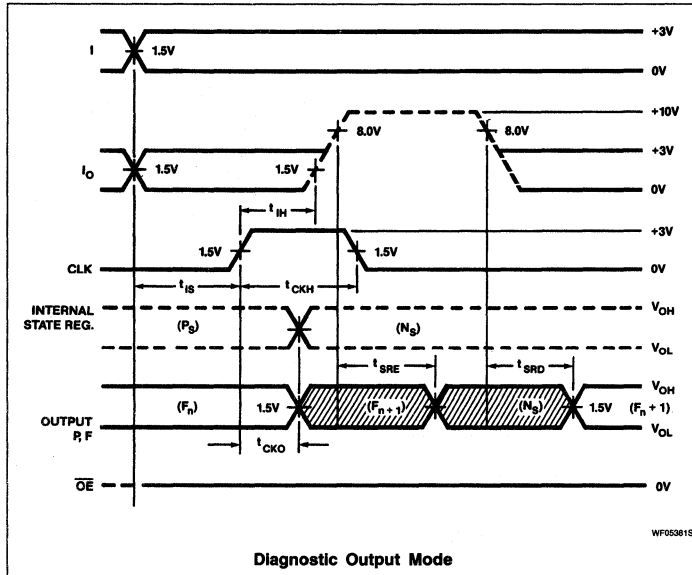 I 1.5V +3V
0V
+10V
8.0V 8.0V
+3V
I_O 1.5V 1.5V
0V
t_IH
+3V
1.5V 1.5V
CLK 0V
t_IS t_CKH
INTERNAL STATE REG. (P_S) (N_S) V_OH
V_OL
t_SRE t_SRD
V_OH
(F_n) 1.5V (F_n+1) (N_S) 1.5V (F_n + 1)
OUTPUT P, F V_OL
t_CKO
OE 0V
WF05381S
Diagnostic Output Mode